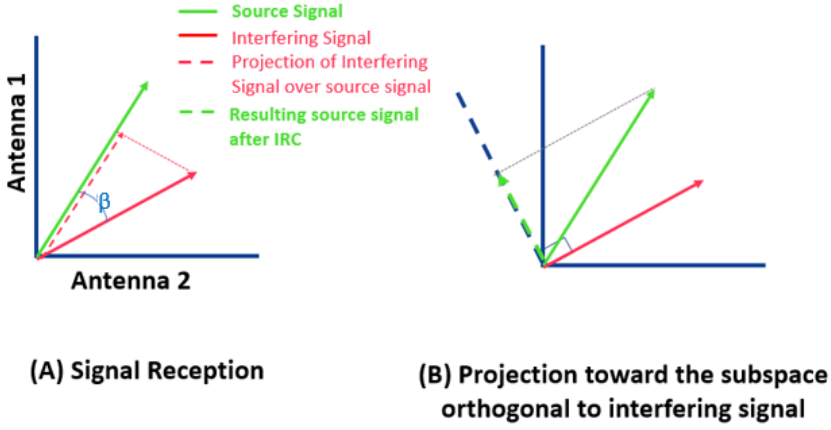 Source Signal
Interfering Signal
Projection of Interfering
Signal over source signal
Resulting source signal
after IRC
Antenna 1
β
Antenna 2
(A) Signal Reception
(B) Projection toward the subspace
orthogonal to interfering signal